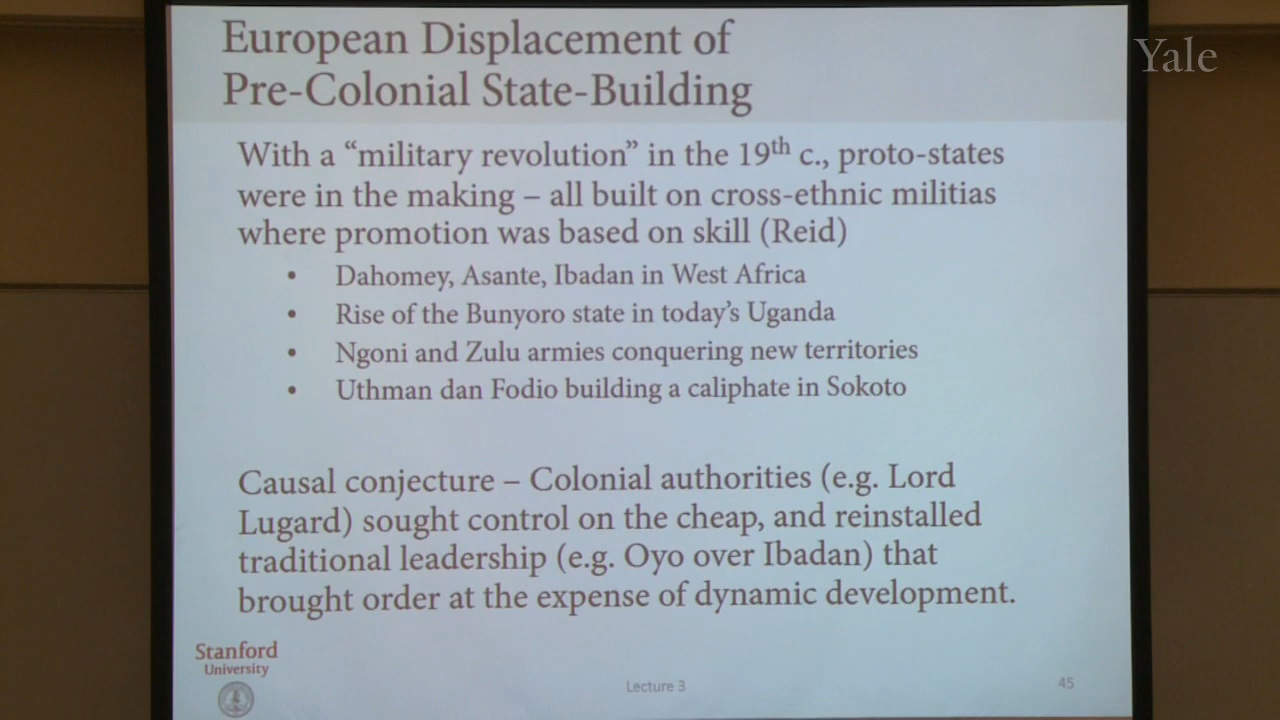 European Displacement of
Pre-Colonial State-Building
Yale
With a “military revolution” in the 19th c., proto-states
were in the making – all built on cross-ethnic militias
where promotion was based on skill (Reid)
• Dahomey, Asante, Ibadan in West Africa
• Rise of the Bunyoro state in today’s Uganda
• Ngoni and Zulu armies conquering new territories
• Uthman dan Fodio building a caliphate in Sokoto
Causal conjecture – Colonial authorities (e.g. Lord
Lugard) sought control on the cheap, and reinstalled
traditional leadership (e.g. Oyo over Ibadan) that
brought order at the expense of dynamic development.
Stanford
University
Lecture 3
45